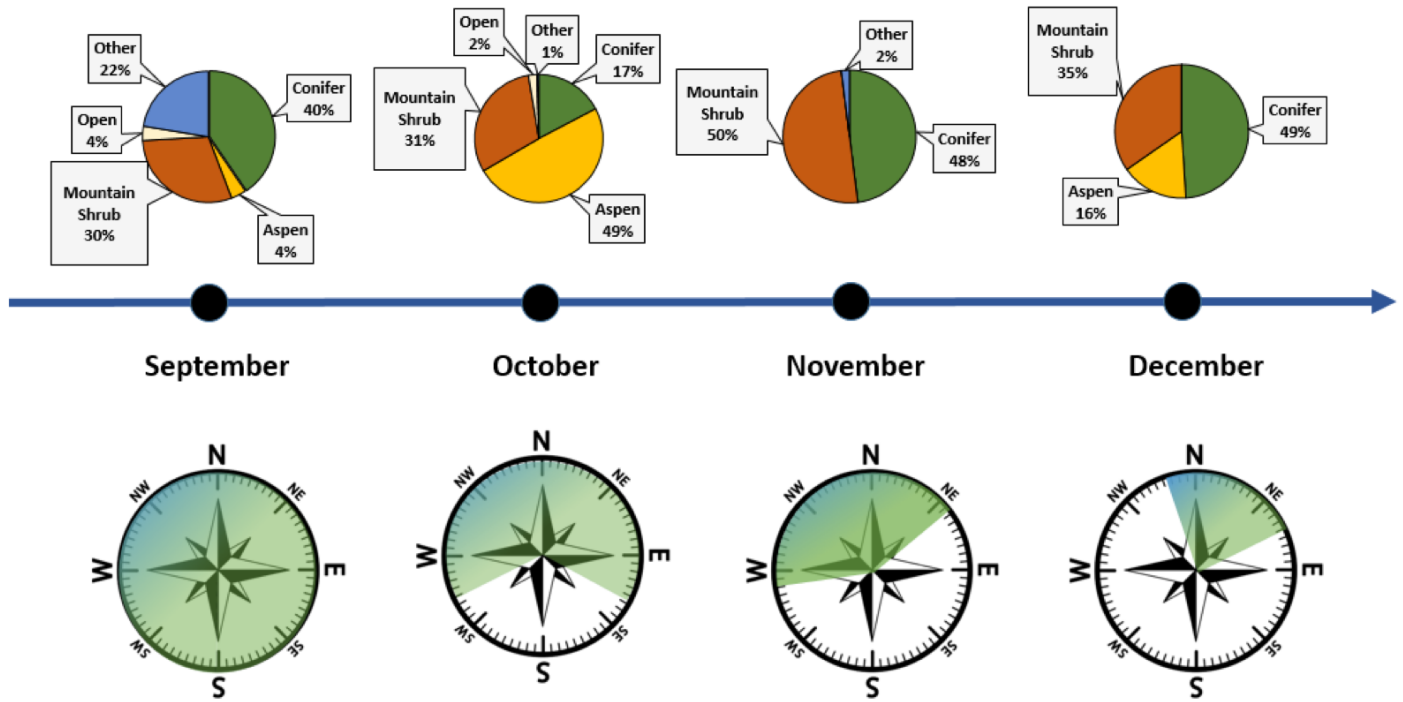 Other
22%
Conifer
40%
Open
4%
Mountain
Shrub
30%
Aspen
4%
Open
2%
Other
1%
Conifer
17%
Mountain
Shrub
31%
Aspen
49%
Other
2%
Mountain
Shrub
50%
Conifer
48%
Mountain
Shrub
35%
Conifer
49%
Aspen
16%
September
October
November
December
N
NW
NE
W
E
SW
SE
S
N
NW
NE
W
E
SW
SE
S
N
NW
NE
W
E
SW
SE
S
N
NW
NE
W
E
SW
SE
S